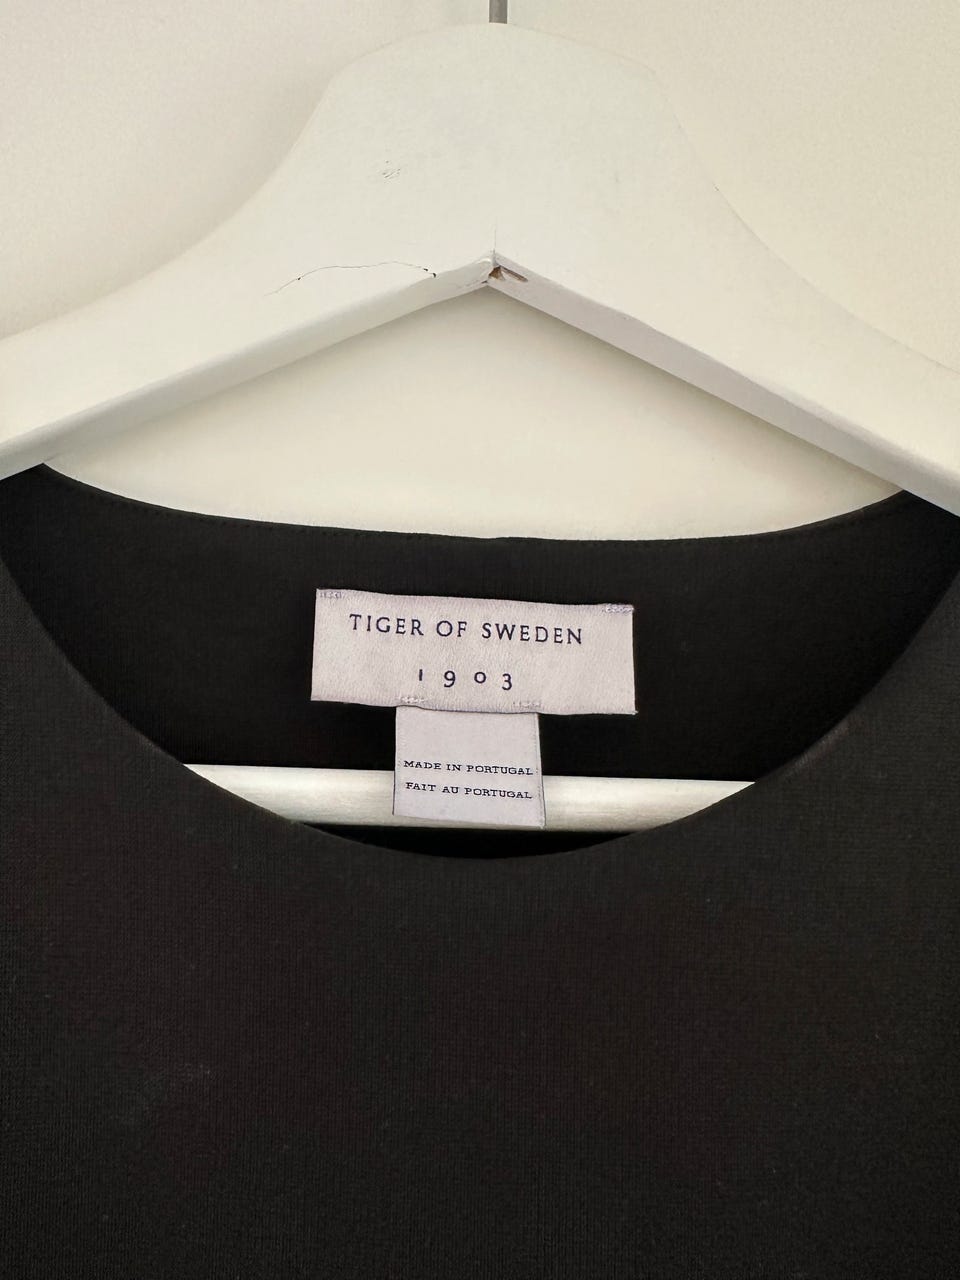 TIGER OF SWEDEN
1903
MADE IN PORTUGAL
FAIT AU PORTUGAL